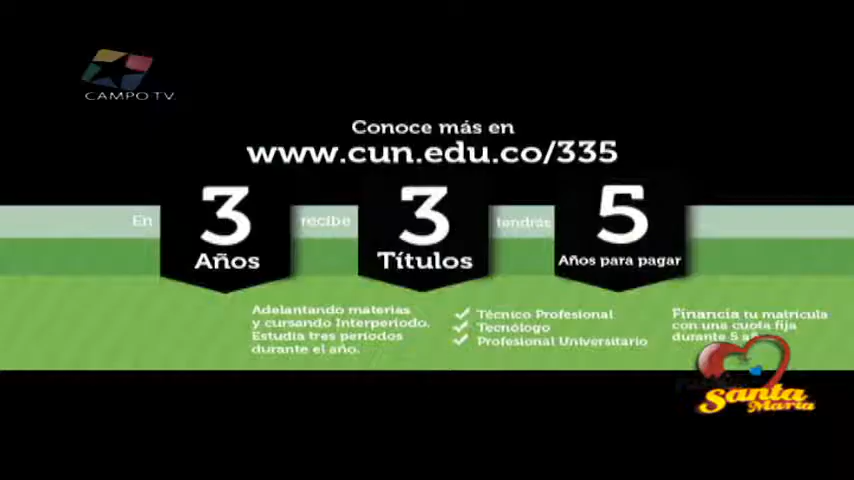 CAMPO TV.
Conoce más en
www.cun.edu.co/335
En 3 Años recibe 3 Títulos tendrás 5 Años para pagar
Adelantando materias
y cursando Interperiodo.
Estudia tres periodos
durante el año.
Técnico Profesional
Tecnólogo
Profesional Universitario
Financia tu matrícula
con una cuota fija
durante 5
Santa
María